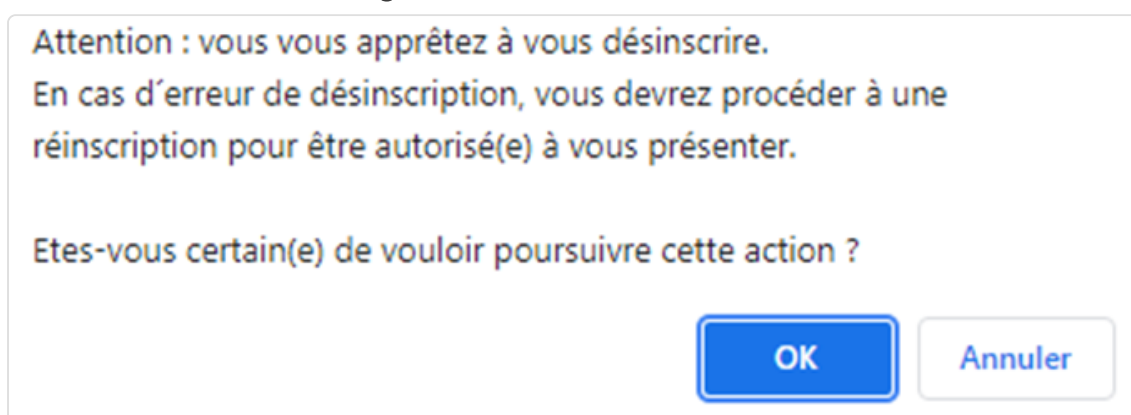 Attention : vous vous apprêtez à vous désinscrire.
En cas d´erreur de désinscription, vous devrez procéder à une
réinscription pour être autorisé(e) à vous présenter.
Etes-vous certain(e) de vouloir poursuivre cette action ?
OK Annuler